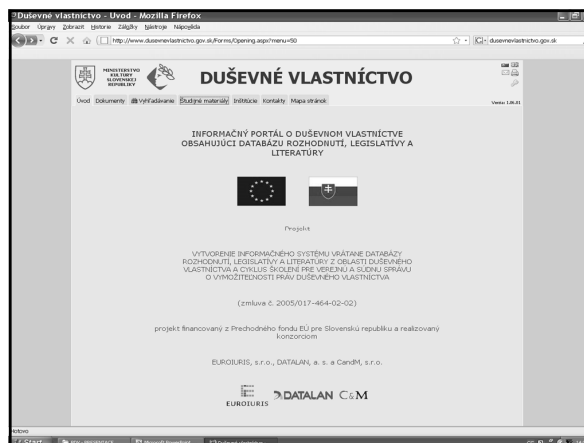 Duševné vlastníctvo - Úvod - Mozilla Firefox
Soubor Úpravy Zobrazit Historie Záložky Nástroje Nápověda
http://www.dusevnevlastnictvo.gov.sk/Forms/Opening.aspx?menu=50 dusevnevlastnictvo.gov.sk
MINISTERSTVO
KULTÚRY
SLOVENSKEJ
REPUBLIKY
DUŠEVNÉ VLASTNÍCTVO
Úvod Dokumenty Vyhľadávanie Študijné materiály Inštitúcie Kontakty Mapa stránok
INFORMAČNÝ PORTÁL O DUŠEVNOM VLASTNÍCTVE
OBSAHUJÚCI DATABÁZU ROZHODNUTÍ, LEGISLATÍVY A
LITERATÚRY
Projekt
VYTVORENIE INFORMAČNÉHO SYSTÉMU VRÁTANE DATABÁZY
ROZHODNUTÍ, LEGISLATÍVY A LITERATÚRY Z OBLASTI DUŠEVNÉHO
VLASTNÍCTVA A CYKLUS ŠKOLENÍ PRE VEREJNÚ A SÚDNU SPRÁVU
O VYMOŽITEĽNOSTI PRÁV DUŠEVNÉHO VLASTNÍCTVA
(zmluva č. 2005/017-464-02-02)
projekt financovaný z Prechodného fondu EÚ pre Slovenskú republiku a realizovaný
konzorciom
EUROIURIS, s.r.o., DATALAN, a. s. a CandM, s.r.o.
EUROIURIS DATALAN C&M
Hotovo
Start